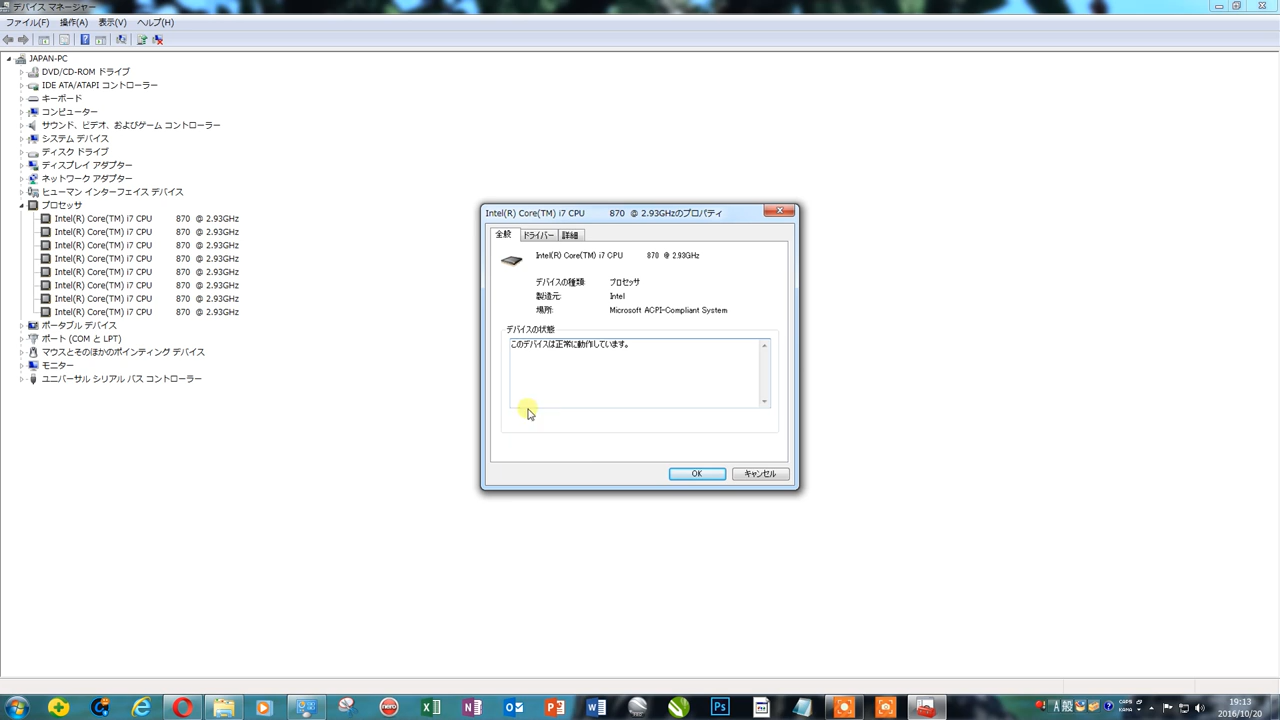 デバイス マネージャー
ファイル(F) 操作(A) 表示(V) ヘルプ(H)
JAPAN-PC
DVD/CD-ROM ドライブ
IDE ATA/ATAPI コントローラー
キーボード
コンピューター
サウンド、ビデオ、およびゲーム コントローラー
システム デバイス
ディスク ドライブ
ディスプレイ アダプター
ネットワーク アダプター
ヒューマン インターフェイス デバイス
プロセッサ
Intel(R) Core(TM) i7 CPU 870 @ 2.93GHz
Intel(R) Core(TM) i7 CPU 870 @ 2.93GHz
Intel(R) Core(TM) i7 CPU 870 @ 2.93GHz
Intel(R) Core(TM) i7 CPU 870 @ 2.93GHz
Intel(R) Core(TM) i7 CPU 870 @ 2.93GHz
Intel(R) Core(TM) i7 CPU 870 @ 2.93GHz
Intel(R) Core(TM) i7 CPU 870 @ 2.93GHz
Intel(R) Core(TM) i7 CPU 870 @ 2.93GHz
ポータブル デバイス
ポート (COM と LPT)
マウスとそのほかのポインティング デバイス
モニター
ユニバーサル シリアル バス コントローラー
Intel(R) Core(TM) i7 CPU 870 @ 2.93GHzのプロパティ
全般 ドライバー 詳細
Intel(R) Core(TM) i7 CPU 870 @ 2.93GHz
デバイスの種類: プロセッサ
製造元: Intel
場所: Microsoft ACPI-Compliant System
デバイスの状態
このデバイスは正常に動作しています。
OK キャンセル
A 般 CAPS KANA
19:13
2016/10/20